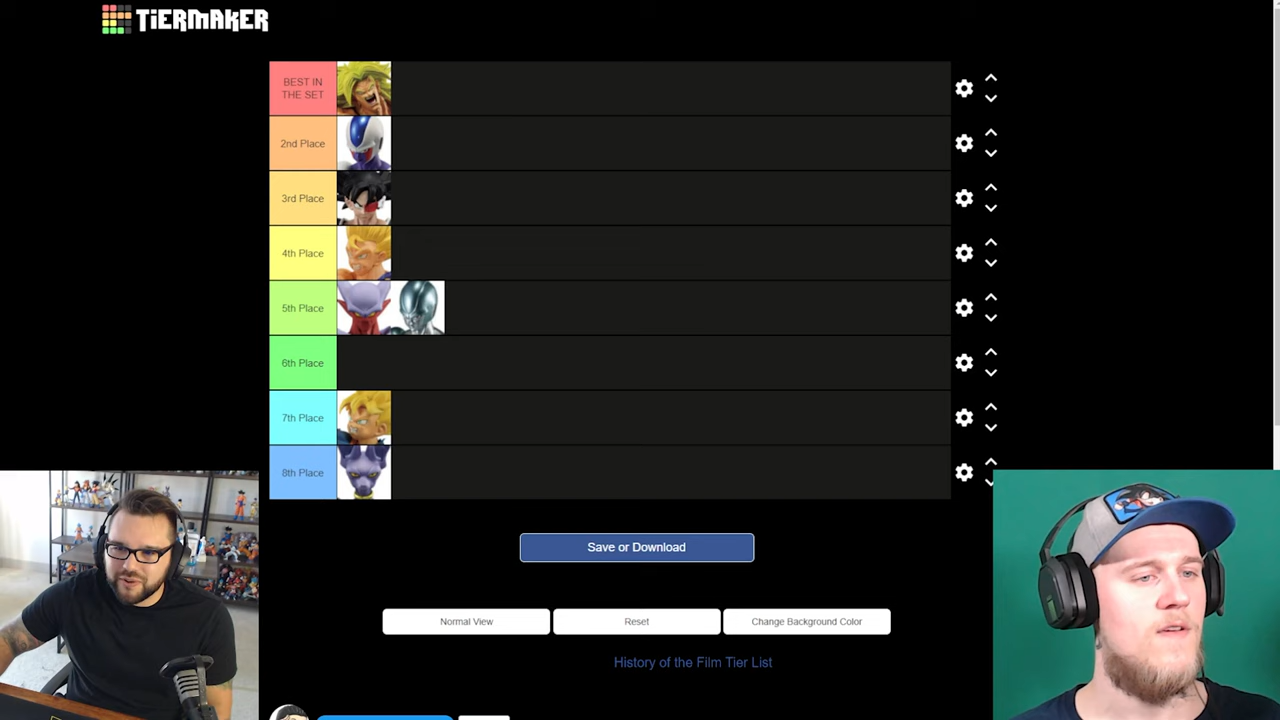 TIERMAKER
BEST IN
THE SET
2nd Place
3rd Place
4th Place
5th Place
6th Place
7th Place
8th Place
Save or Download
Normal View
Reset
Change Background Color
History of the Film Tier List